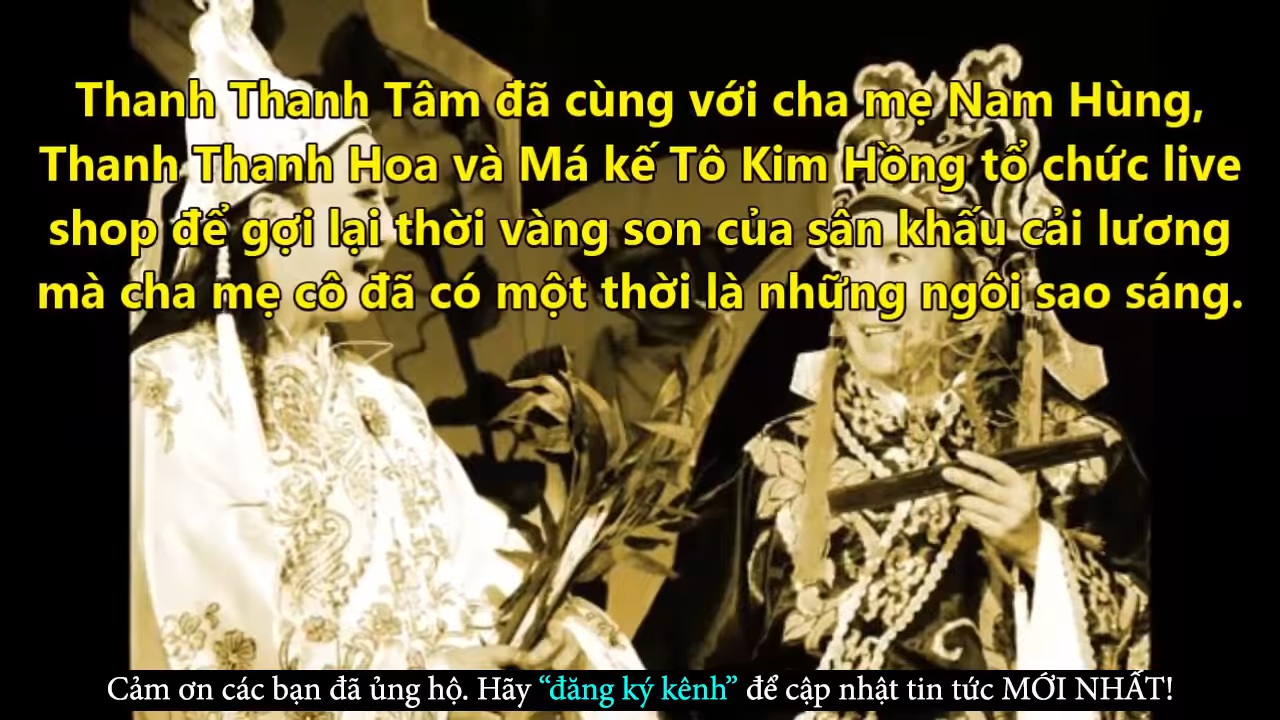 Thanh Thanh Tâm đã cùng với cha mẹ Nam Hùng,
Thanh Thanh Hoa và Má kế Tô Kim Hồng tổ chức live
shop để gợi lại thời vàng son của sân khấu cải lương
mà cha mẹ cô đã có một thời là những ngôi sao sáng.
Cảm ơn các bạn đã ủng hộ. Hãy “đăng ký kênh” để cập nhật tin tức MỚI NHẤT!